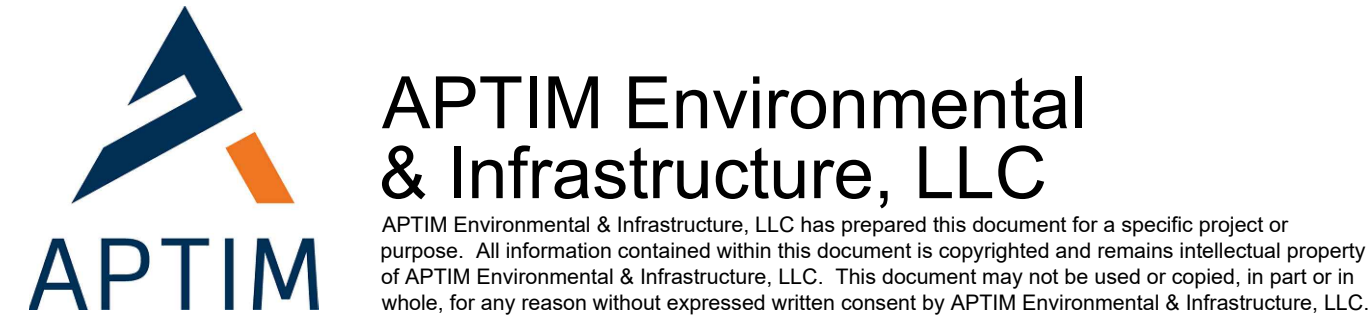 APTIM
APTIM Environmental
& Infrastructure, LLC
APTIM Environmental & Infrastructure, LLC has prepared this document for a specific project or
purpose.  All information contained within this document is copyrighted and remains intellectual property
of APTIM Environmental & Infrastructure, LLC.  This document may not be used or copied, in part or in
whole, for any reason without expressed written consent by APTIM Environmental & Infrastructure, LLC.